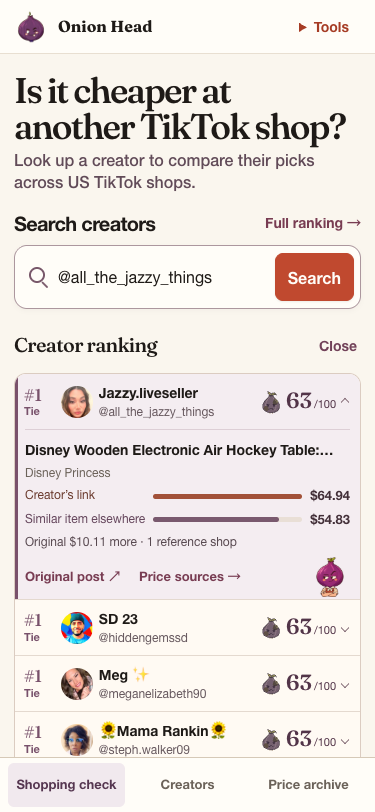 Onion Head
▶ Tools
Is it cheaper at
another TikTok shop?
Look up a creator to compare their picks
across US TikTok shops.
Search creators
Full ranking →
@all_the_jazzy_things
Search
Creator ranking
Close
#1
Tie
Jazzy.liveseller
@all_the_jazzy_things
63/100
Disney Wooden Electronic Air Hockey Table:...
Disney Princess
Creator's link
$64.94
Similar item elsewhere
$54.83
Original $10.11 more · 1 reference shop
Original post ↗
Price sources →
#1
Tie
SD 23
@hiddengemssd
63/100
#1
Tie
Meg ✨
@meganelizabeth90
63/100
#1
Tie
🌻Mama Rankin🌻
@steph.walker09
63/100
Shopping check
Creators
Price archive